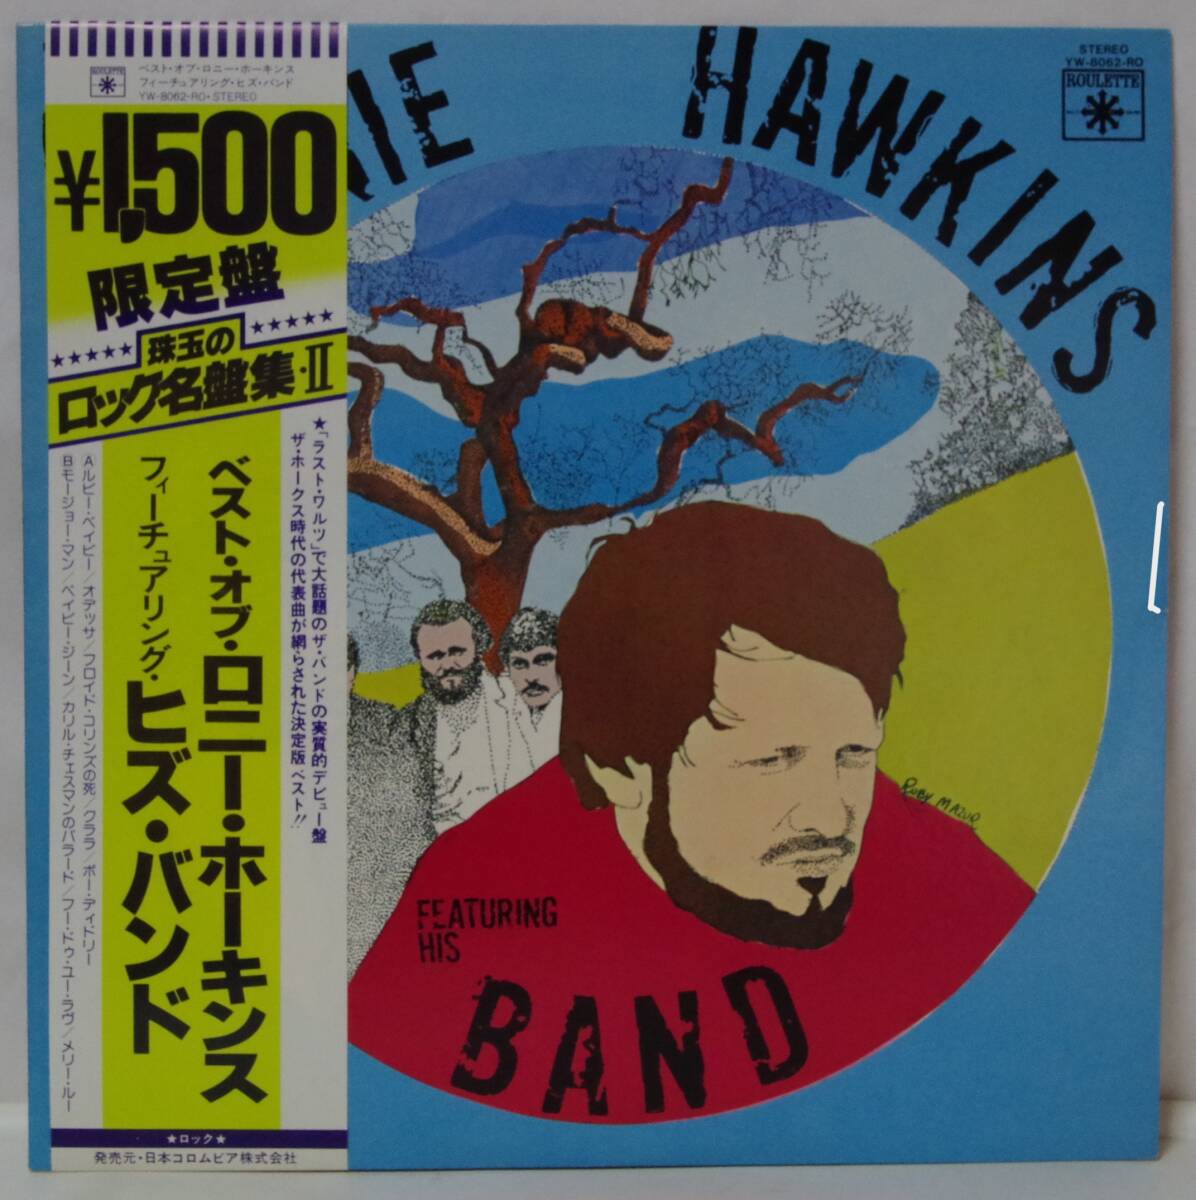 ROULETTE
ベスト・オブ・ロニー・ホーキンス
フィーチュアリング・ヒズ・バンド
YW-8062-RO・STEREO
¥1,500
限定盤
★★★★★ 珠玉の ★★★★★
ロック名盤集・II
★「ラスト・ワルツ」で大話題のザ・バンドの実質的デビュー盤
ザ・ホークス時代の代表曲が網らされた決定版 ベスト!!
ベスト・オブ・ロニー・ホーキンス
フィーチュアリング・ヒズ・バンド
Aルビー・ベイビー/オデッサ/フロイド・コリンズの死/クララ/ボー・ディドリー
Bモージョー・マン/ベイビー・ジーン/カリル・チェスマンのバラード/フー・ドゥ・ユー・ラヴ/メリー・ルー
★ロック★
発売元・日本コロムビア株式会社
NIE HAWKINS
STEREO
YW-8062-RO
ROULETTE
RUBY MAZUR
FEATURING
HIS
BAND